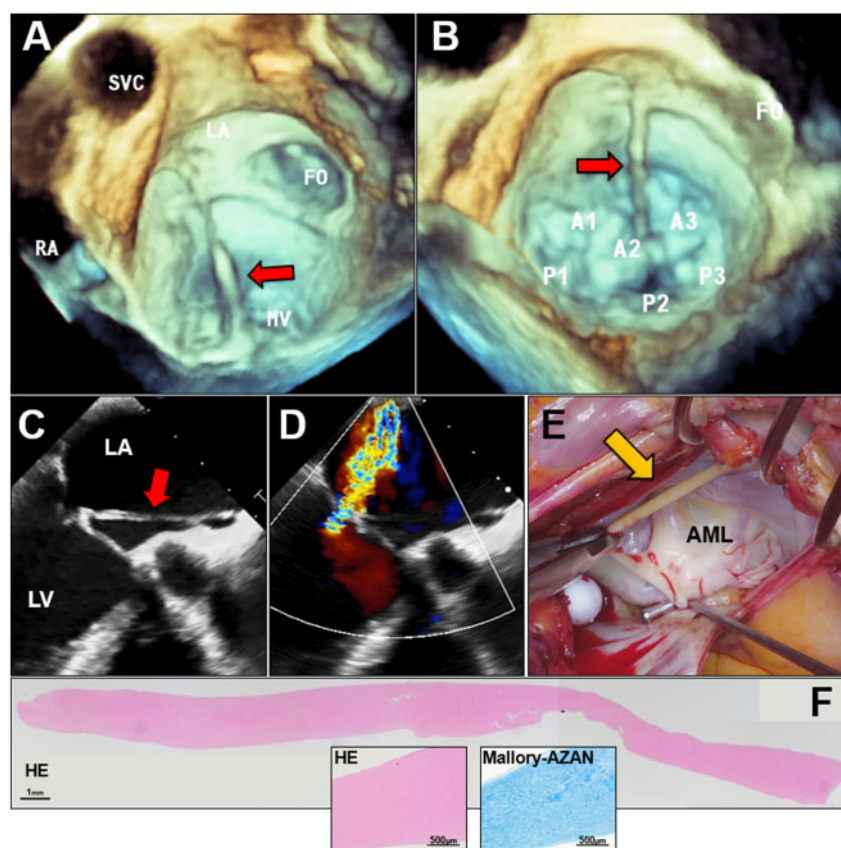 A
SVC
LA
FO
RA
MV
B
FO
A1
A3
A2
P1
P3
P2
C
LA
LV
D
E
AML
F
HE
1mm
HE
500μm
Mallory-AZAN
500μm